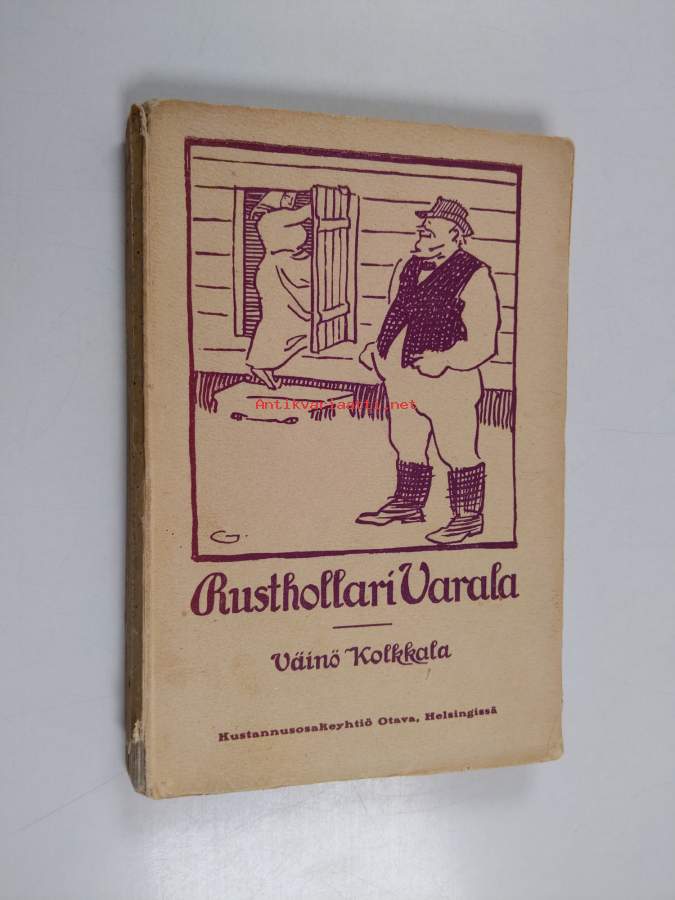 Antikvariaatti.net
G.
Rusthollari Varala
Väinö Kolkkala
Kustannusosakeyhtiö Otava, Helsingissä